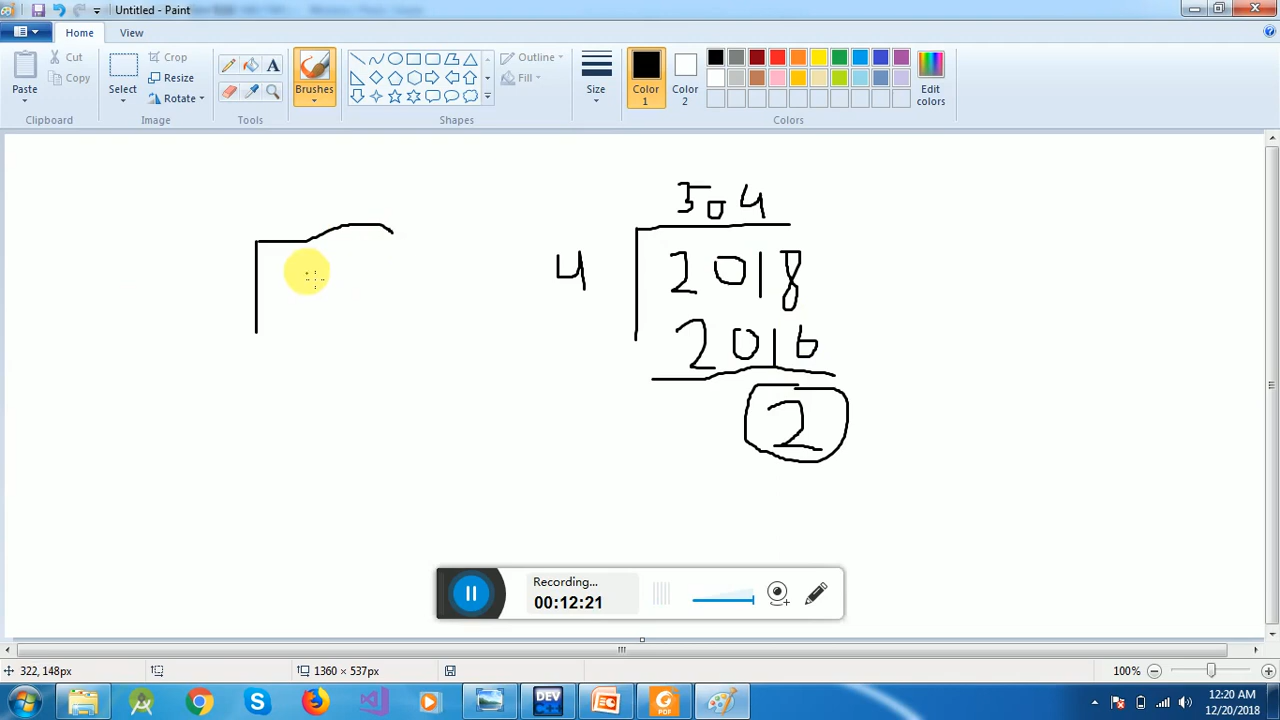 Untitled - Paint
Home View
Paste
Cut
Copy
Clipboard
Select
Crop
Resize
Rotate
Image
Tools
Brushes
Shapes
Outline
Fill
Size
Color 1
Color 2
Edit colors
Colors
504
4 2018
2016
2
Recording...
00:12:21
322, 148px
1360 × 537px
100%
DEV
PDF
12:20 AM
12/20/2018